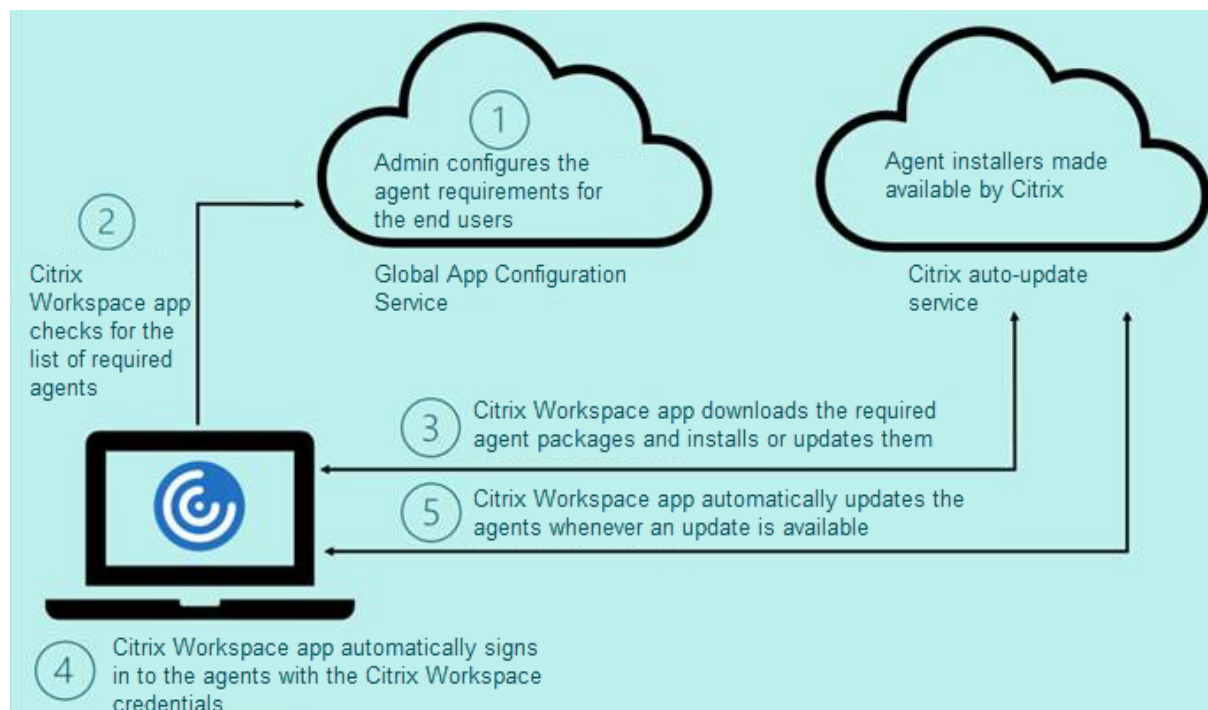 1
Admin configures the
agent requirements for
the end users
Global App Configuration
Service
Agent installers made
available by Citrix
Citrix auto-update
service
2
Citrix
Workspace app
checks for the
list of required
agents
3
Citrix Workspace app downloads the required
agent packages and installs or updates them
5
Citrix Workspace app automatically updates the
agents whenever an update is available
4
Citrix Workspace app automatically signs
in to the agents with the Citrix Workspace
credentials